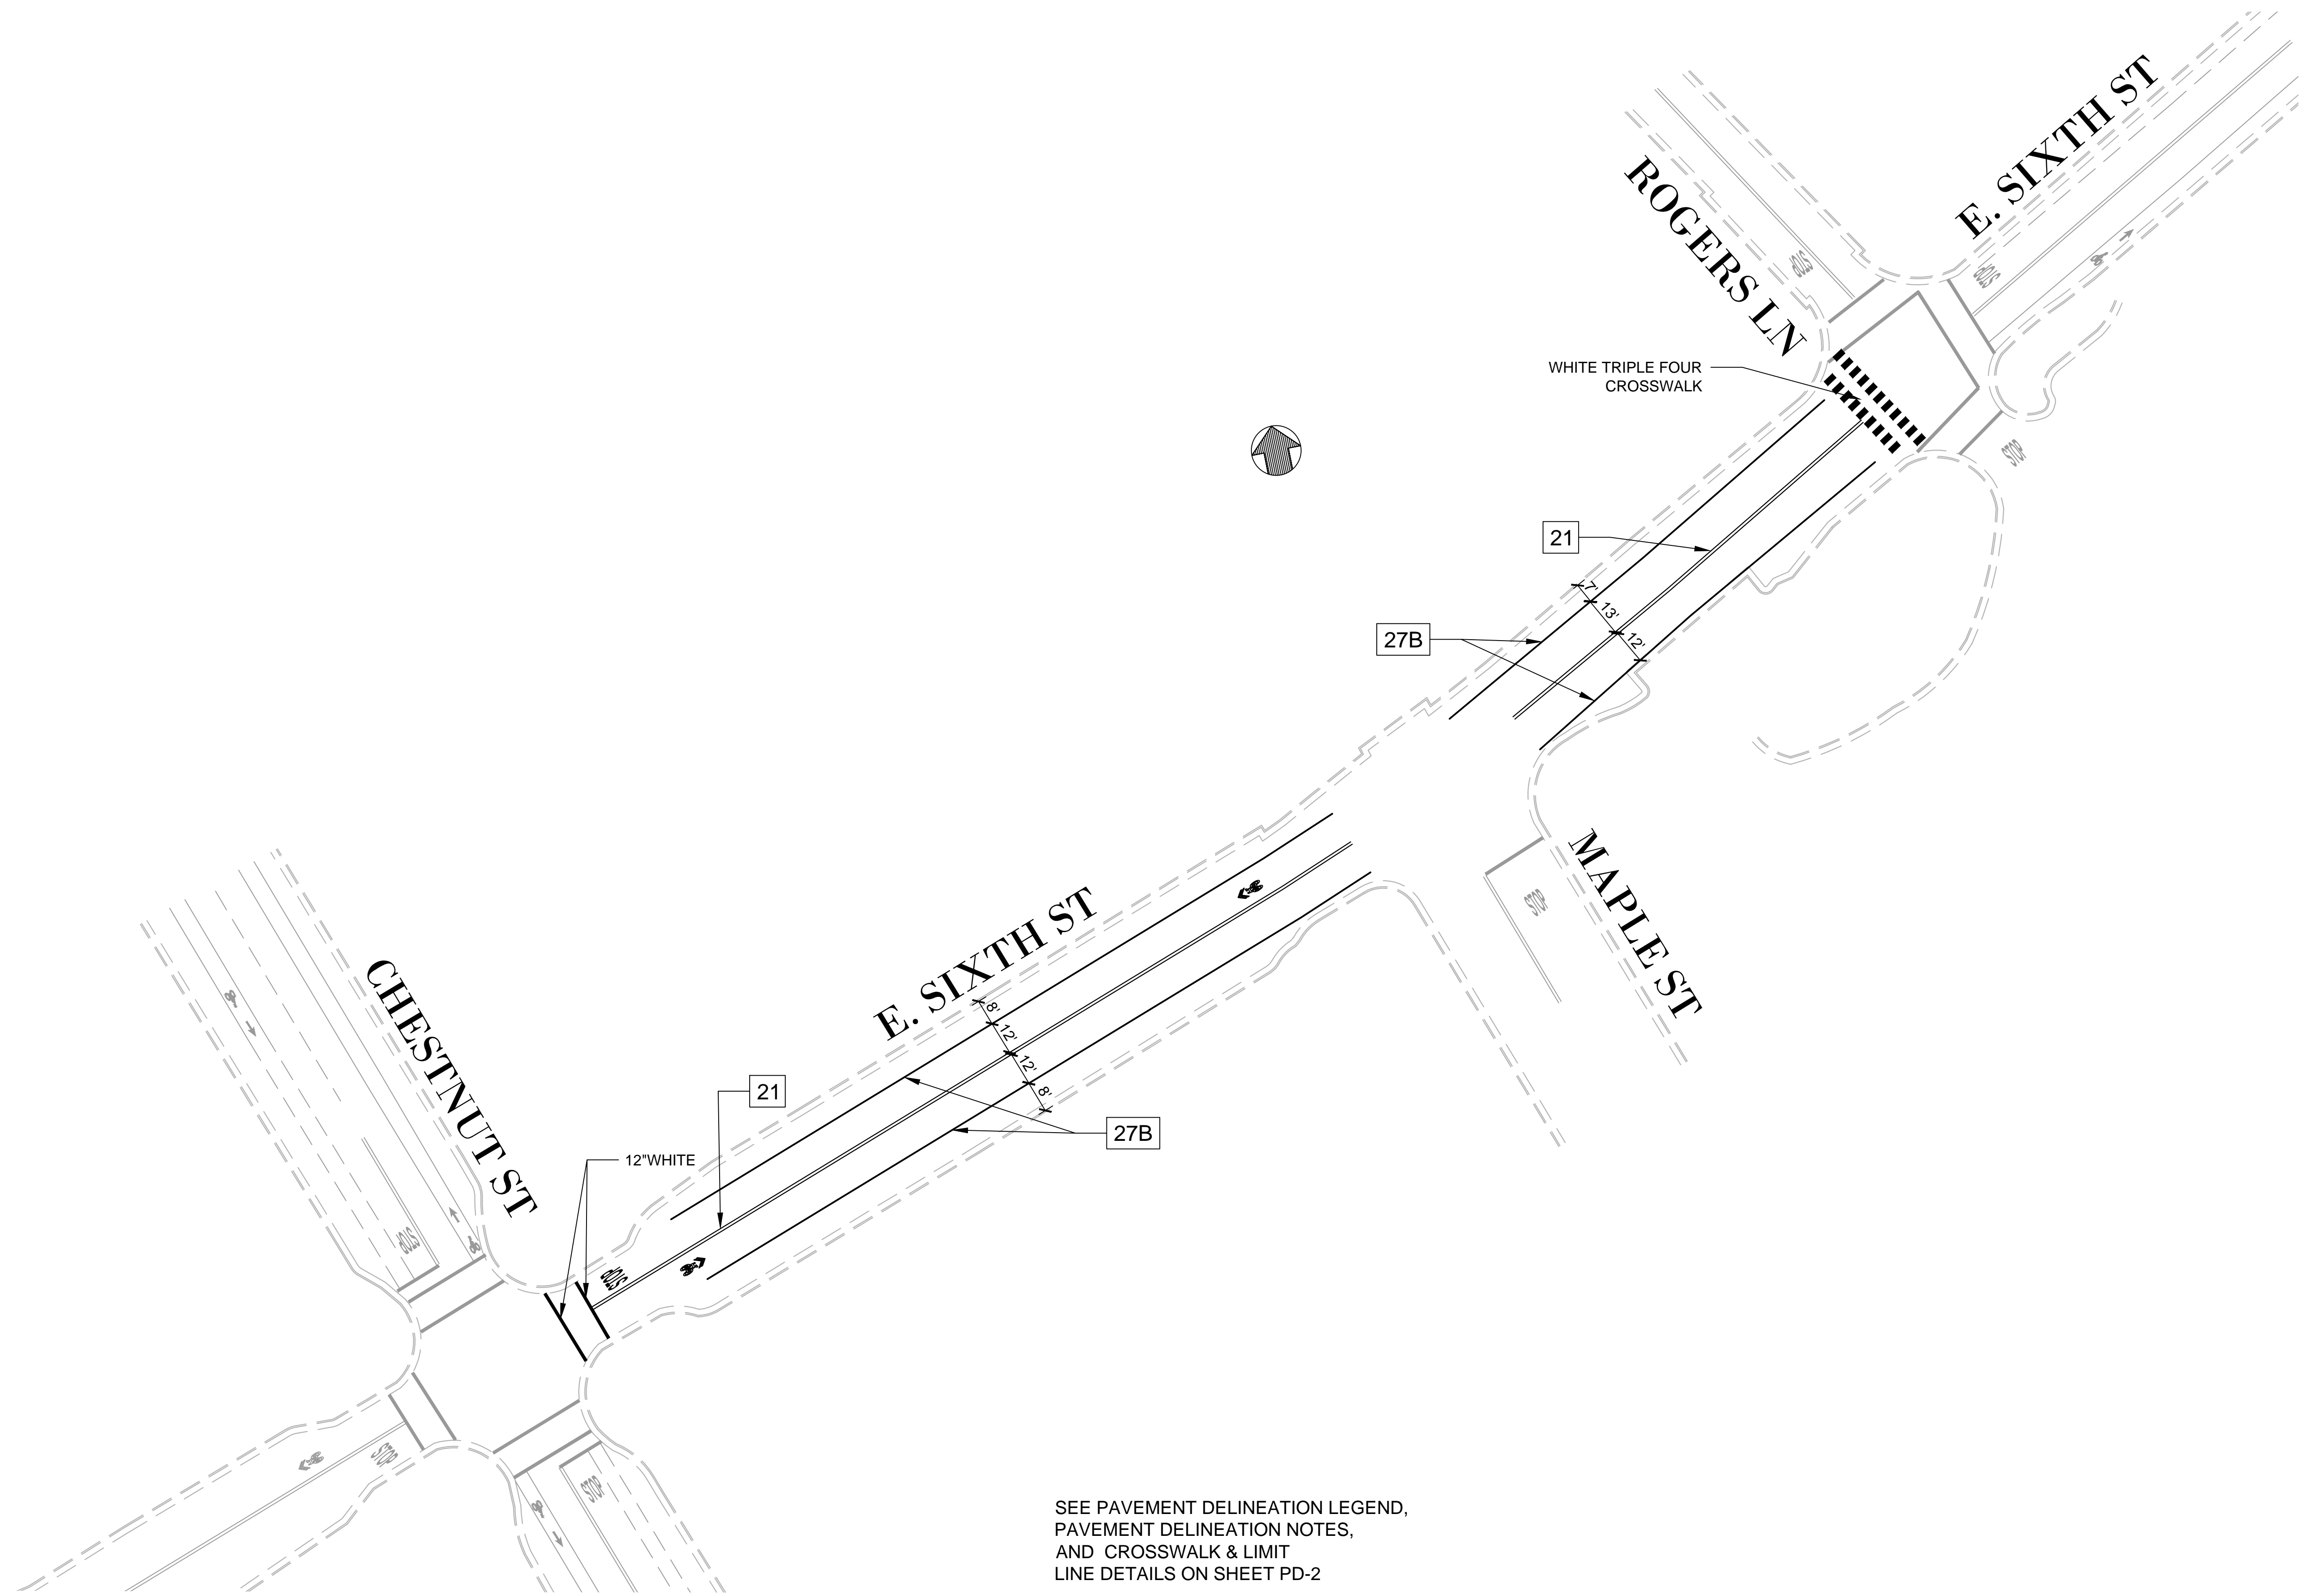 E. SIXTH ST
ROGERS LN
STOP
STOP
WHITE TRIPLE FOUR
CROSSWALK
STOP
21
7'
13'
12'
27B
MAPLE ST
STOP
E. SIXTH ST
8'
12'
12'
8'
CHESTNUT ST
21
27B
12"WHITE
STOP
STOP
STOP
STOP
SEE PAVEMENT DELINEATION LEGEND,
PAVEMENT DELINEATION NOTES,
AND CROSSWALK & LIMIT
LINE DETAILS ON SHEET PD-2